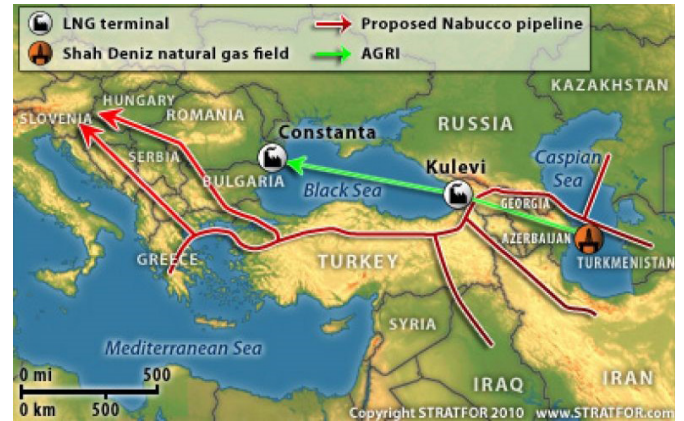 LNG terminal
Proposed Nabucco pipeline
Shah Deniz natural gas field
AGRI
KAZAKHSTAN
HUNGARY
SLOVENIA
ROMANIA
RUSSIA
Constanta
SERBIA
Kulevi
Caspian
Sea
BULGARIA
Black Sea
GEORGIA
AZERBAIJAN
GREECE
TURKEY
TURKMENISTAN
SYRIA
Mediterranean Sea
0 mi 500
IRAQ
IRAN
0 km 500
Copyright STRATFOR 2010 www.STRATFOR.com